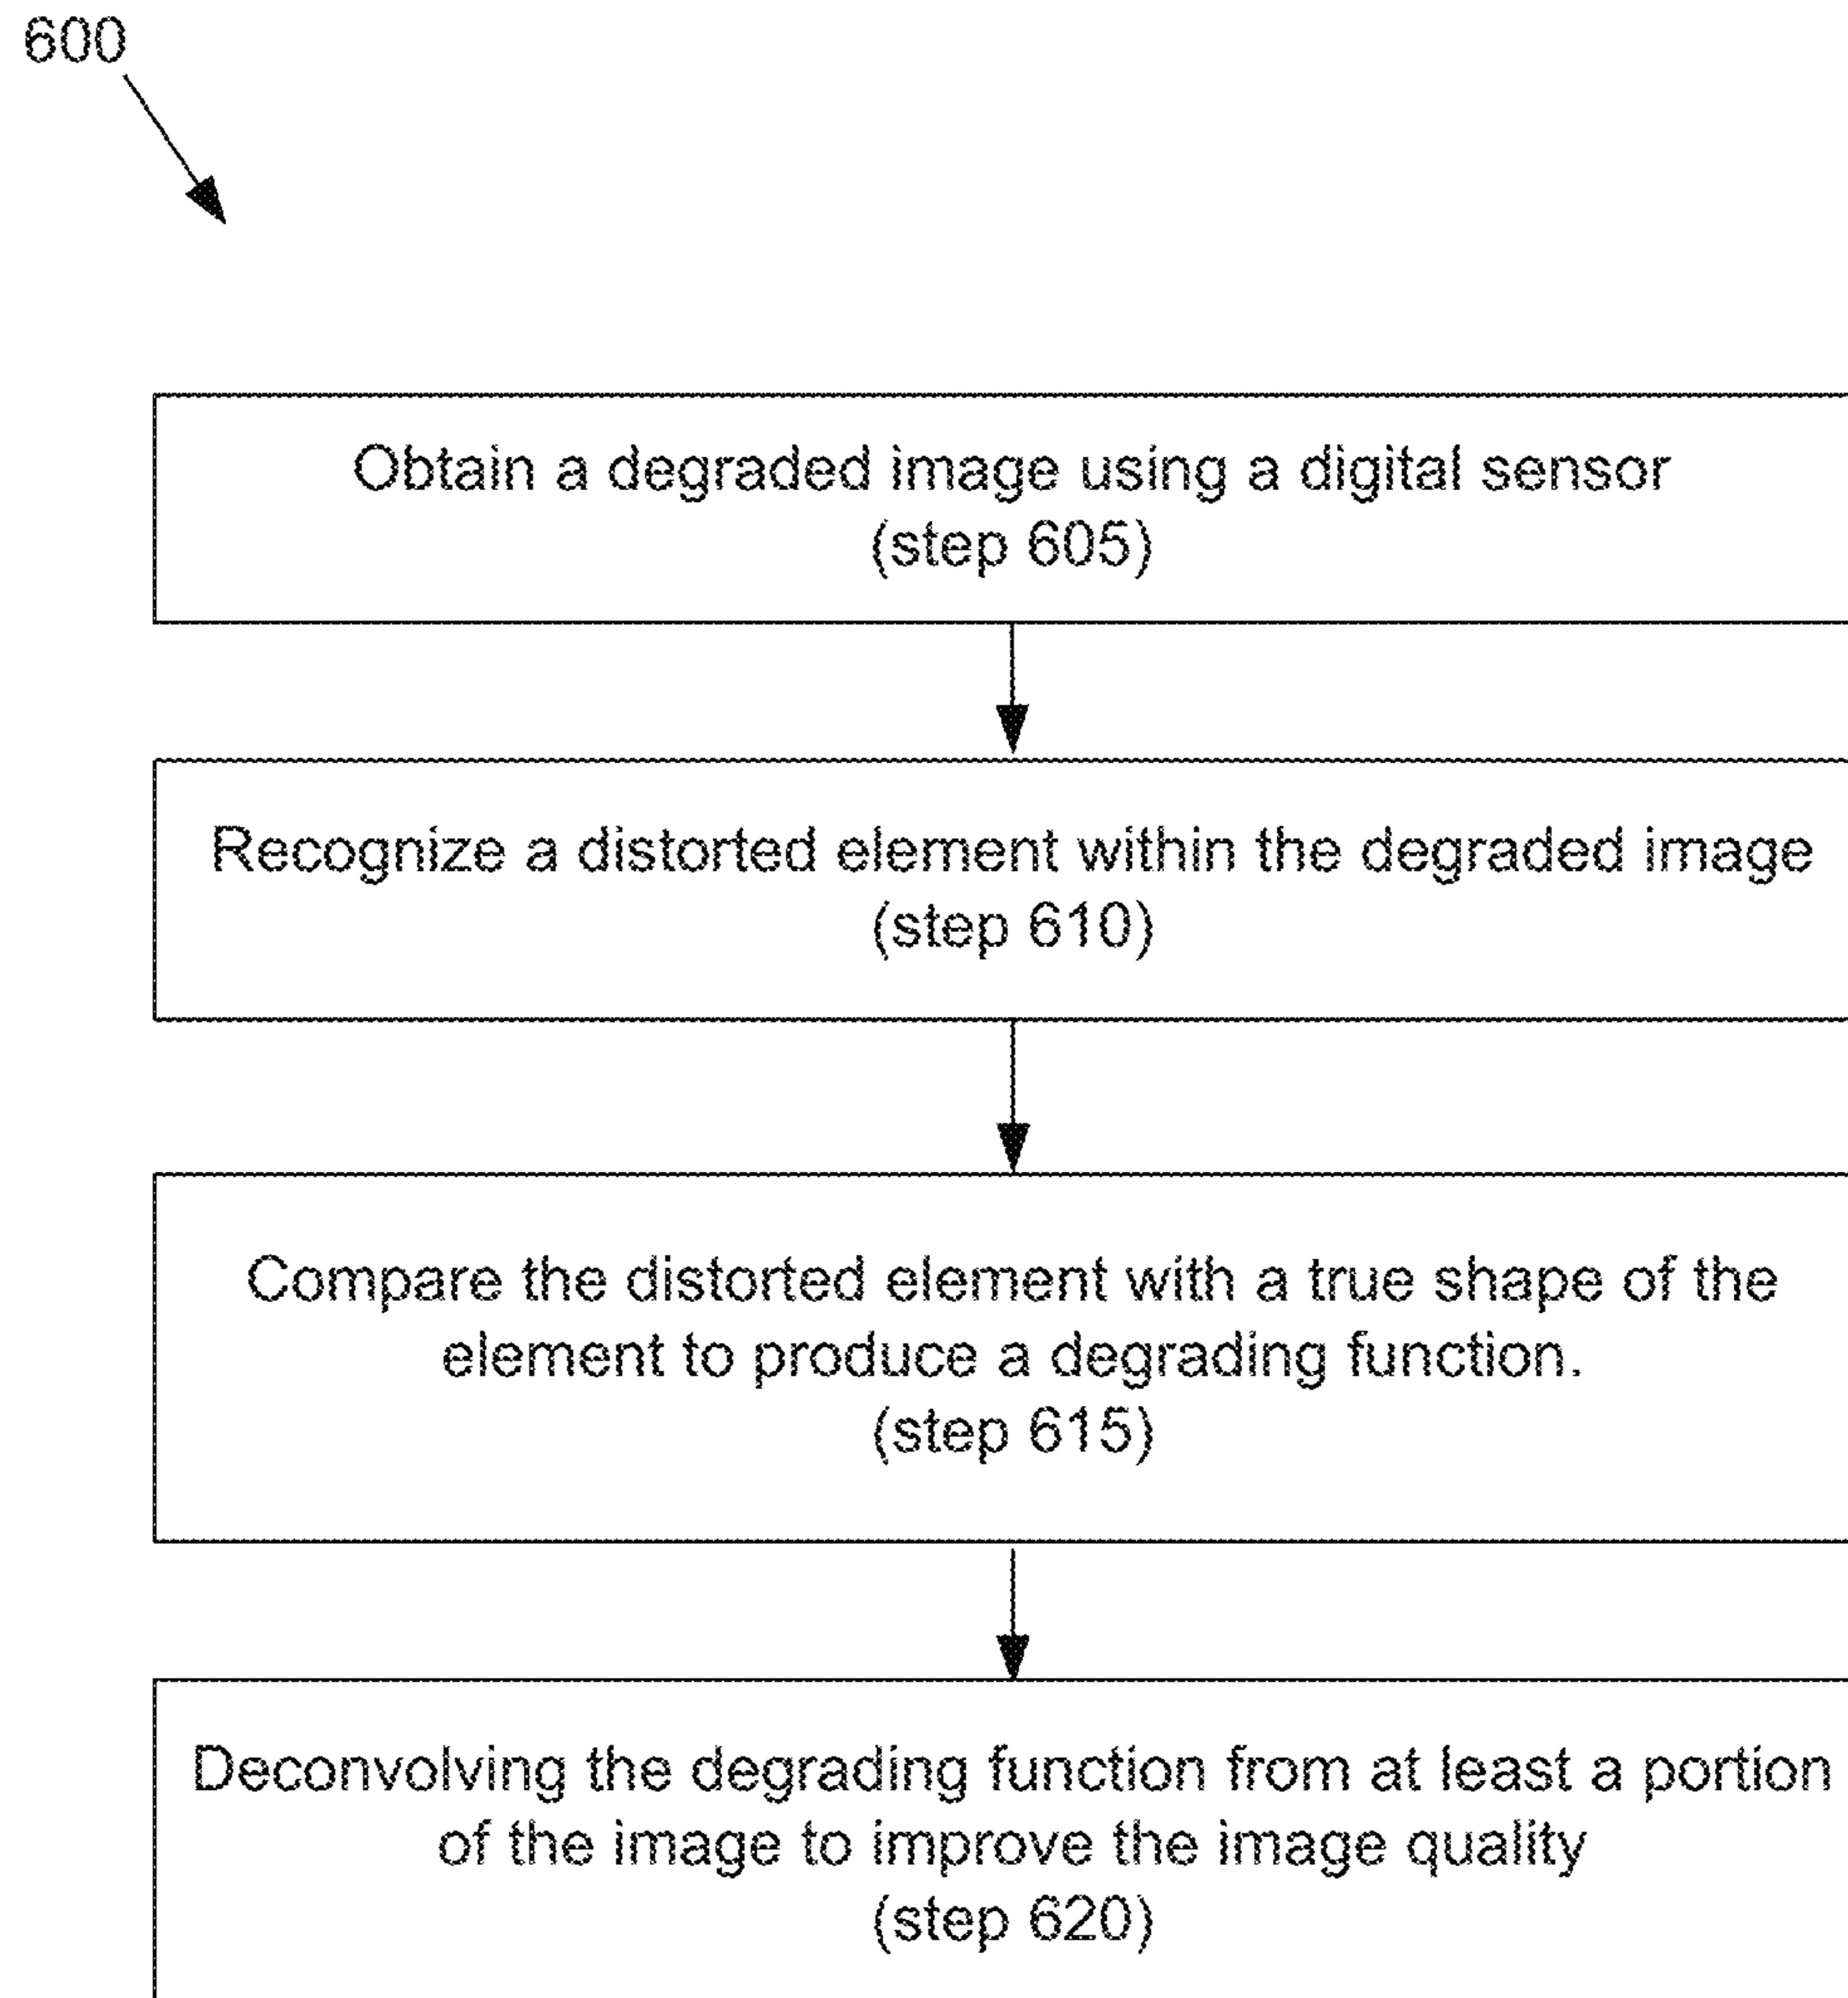 600
Obtain a degraded image using a digital sensor
(step 605)
Recognize a distorted element within the degraded image
(step 610)
Compare the distorted element with a true shape of the
element to produce a degrading function.
(step 615)
Deconvolving the degrading function from at least a portion
of the image to improve the image quality
(step 620)